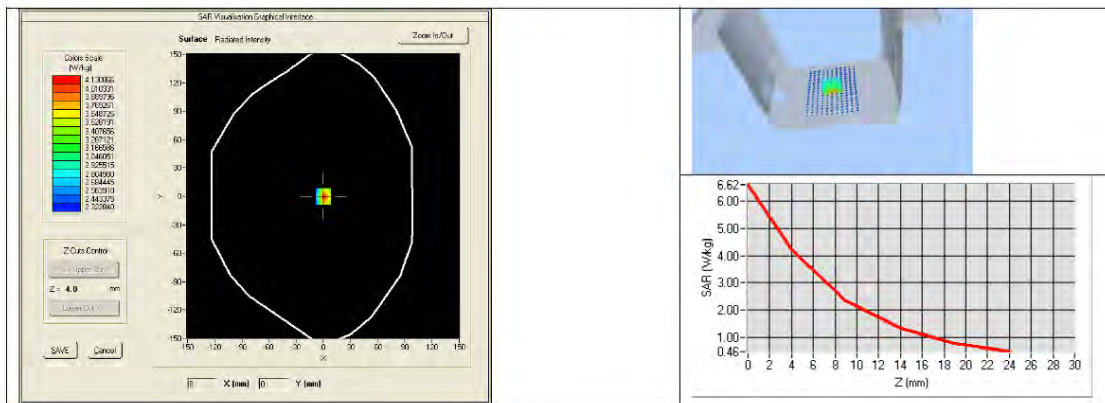 SAR Visualisation Graphical Interface
Surface Radiated Intensity
Zoom In/Out
Colors Scale
(W/kg)
4.130866
4.010331
3.889796
3.769261
3.648726
3.528191
3.407656
3.287121
3.166586
3.046051
2.925515
2.804980
2.684445
2.563910
2.443375
2.322840
150
120
90
60
30
Y
0
-30
-60
-90
-120
-150
-150 -120 -90 -60 -30 0 30 60 90 120 150
X
Z Cuts Control
Z = 4.0 mm
SAVE
Cancel
X (mm)
Y (mm)
6.62
6.00
5.00
4.00
3.00
2.00
1.00
0.46
SAR (W/kg)
0 2 4 6 8 10 12 14 16 18 20 22 24 26 28 30
Z (mm)